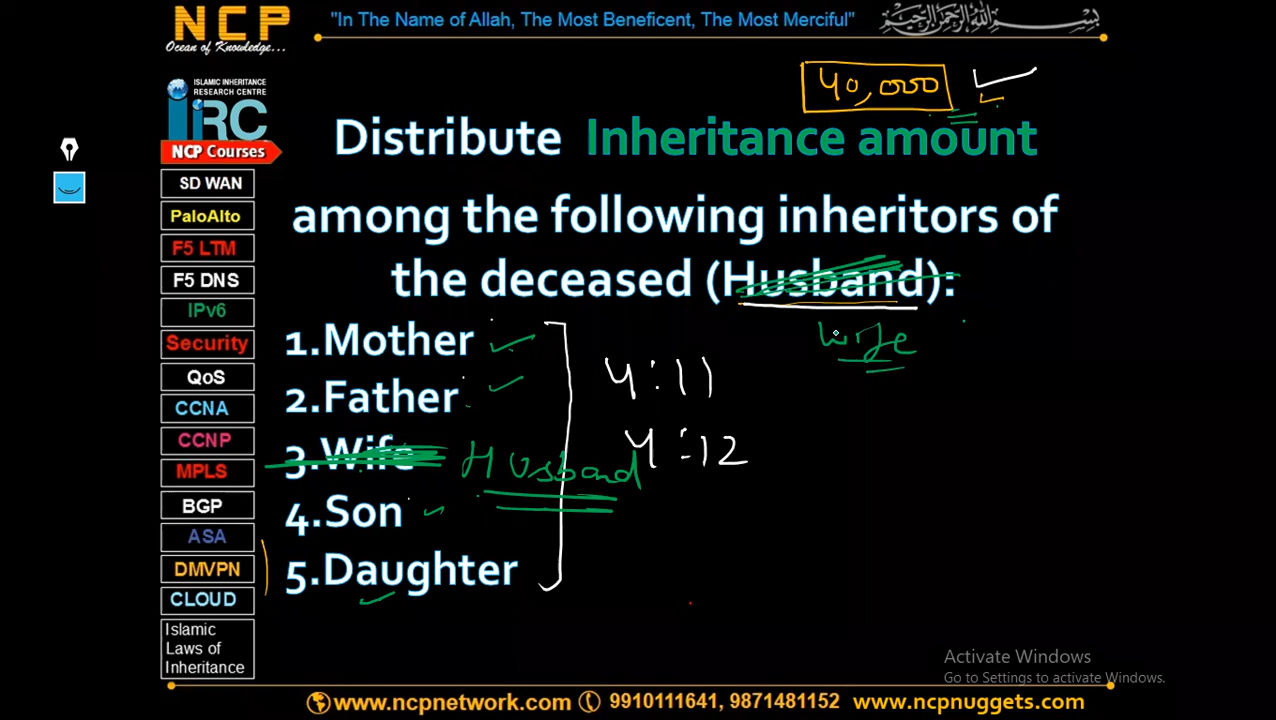 NCP
Ocean of Knowledge...
"In The Name of Allah, The Most Beneficent, The Most Merciful"
بسم الله الرحمن الرحيم
40,000
ISLAMIC INHERITANCE
RESEARCH CENTRE
IRC
NCP Courses
SD WAN
PaloAlto
F5 LTM
F5 DNS
IPv6
Security
QoS
CCNA
CCNP
MPLS
BGP
ASA
DMVPN
CLOUD
Islamic
Laws of
Inheritance
Distribute Inheritance amount
among the following inheritors of
the deceased (Husband):
wife
1.Mother
2.Father
3.Wife Husband
4.Son
5.Daughter
4:11
4:12
Activate Windows
Go to Settings to activate Windows.
www.ncpnetwork.com 9910111641, 9871481152 www.ncpnuggets.com